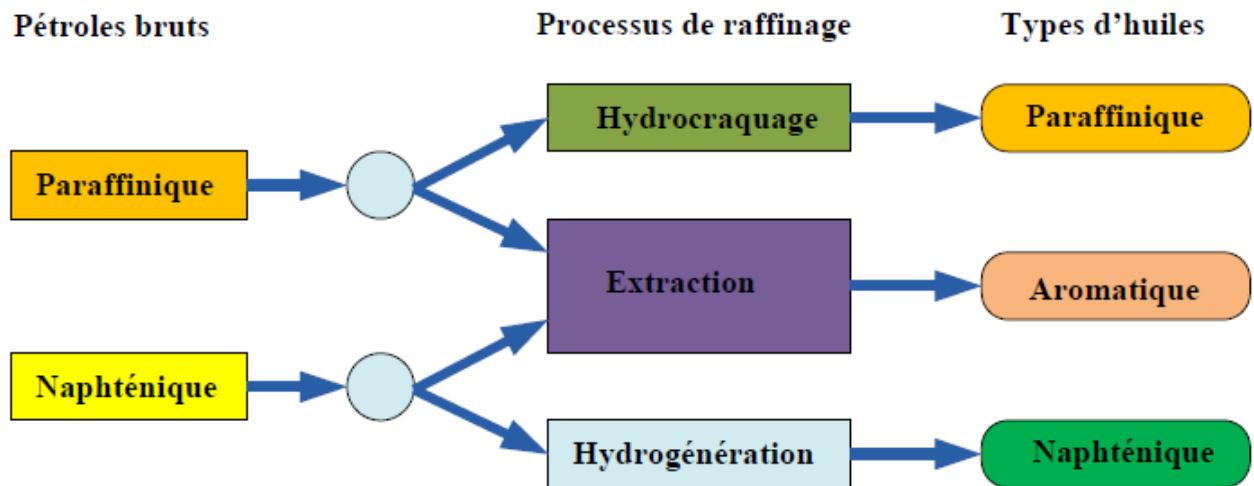 Pétroles bruts
Processus de raffinage
Types d'huiles
Hydrocraquage
Paraffinique
Paraffinique
Extraction
Aromatique
Naphténique
Hydrogénération
Naphténique